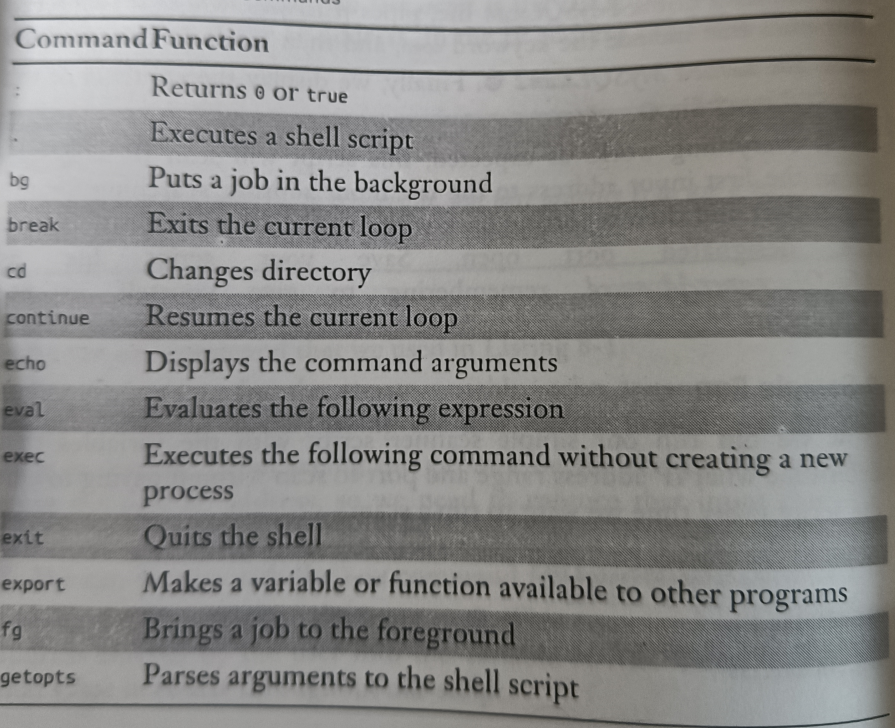 Command Function
: Returns 0 or true
. Executes a shell script
bg Puts a job in the background
break Exits the current loop
cd Changes directory
continue Resumes the current loop
echo Displays the command arguments
eval Evaluates the following expression
exec Executes the following command without creating a new
process
exit Quits the shell
export Makes a variable or function available to other programs
fg Brings a job to the foreground
getopts Parses arguments to the shell script